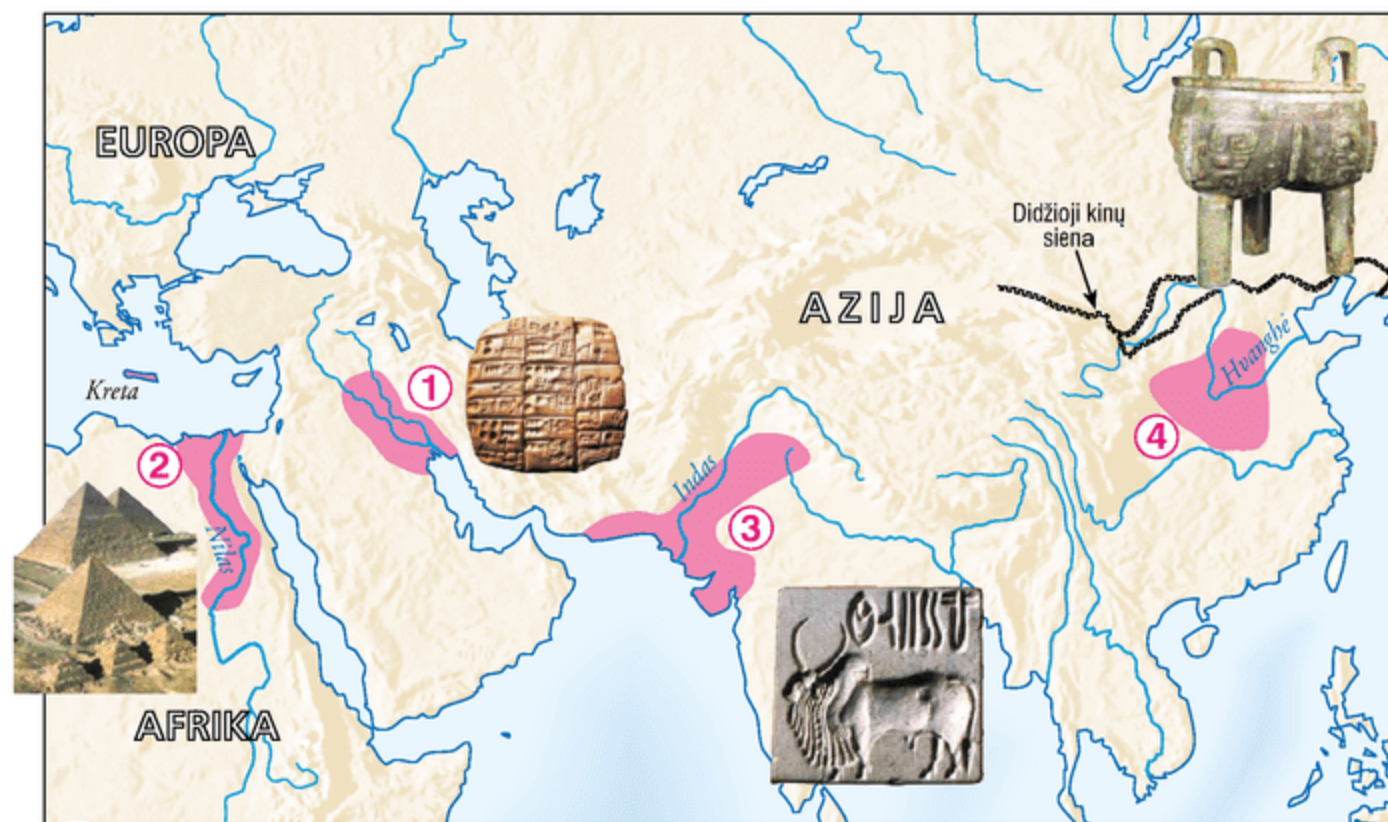 EUROPA
Didžioji kinų
siena
AZIJA
Hvanghė
Kreta
1
2
4
Indas
3
Nilas
AFRIKA